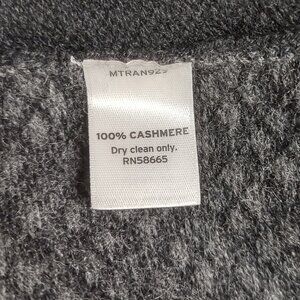 MTRAN925
100% CASHMERE
Dry clean only.
RN58665